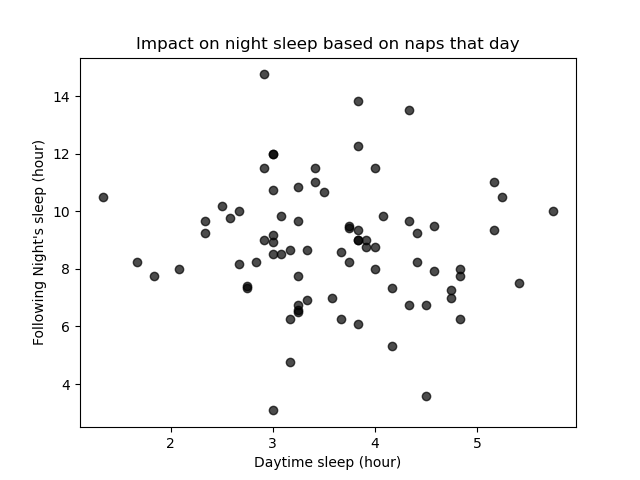 Impact on night sleep based on naps that day
Following Night's sleep (hour)
14
12
10
8
6
4
2 3 4 5
Daytime sleep (hour)